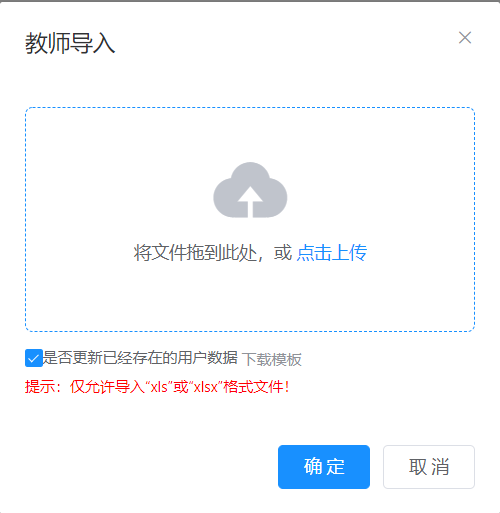 教师导入
将文件拖到此处，或 点击上传
是否更新已经存在的用户数据 下载模板
提示：仅允许导入“xls”或“xlsx”格式文件！
确定 取消